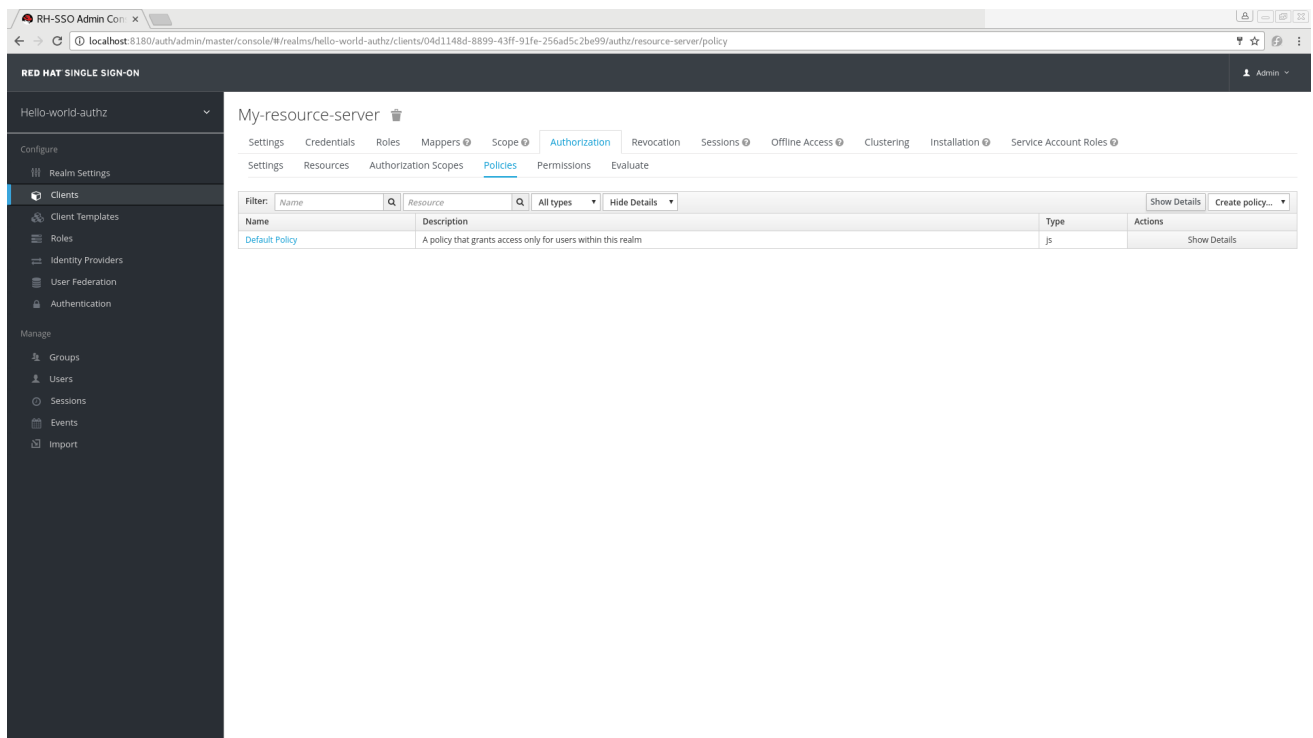 RH-SSO Admin Con
localhost:8180/auth/admin/master/console/#/realms/hello-world-authz/clients/04d1148d-8899-43ff-91fe-256ad5c2be99/authz/resource-server/policy
RED HAT SINGLE SIGN-ON
Admin
Hello-world-authz
Configure
Realm Settings
Clients
Client Templates
Roles
Identity Providers
User Federation
Authentication
Manage
Groups
Users
Sessions
Events
Import
My-resource-server
Settings Credentials Roles Mappers Scope Authorization Revocation Sessions Offline Access Clustering Installation Service Account Roles
Settings Resources Authorization Scopes Policies Permissions Evaluate
Filter: Name Resource All types Hide Details Show Details Create policy...
Name Description Type Actions
Default Policy A policy that grants access only for users within this realm js Show Details